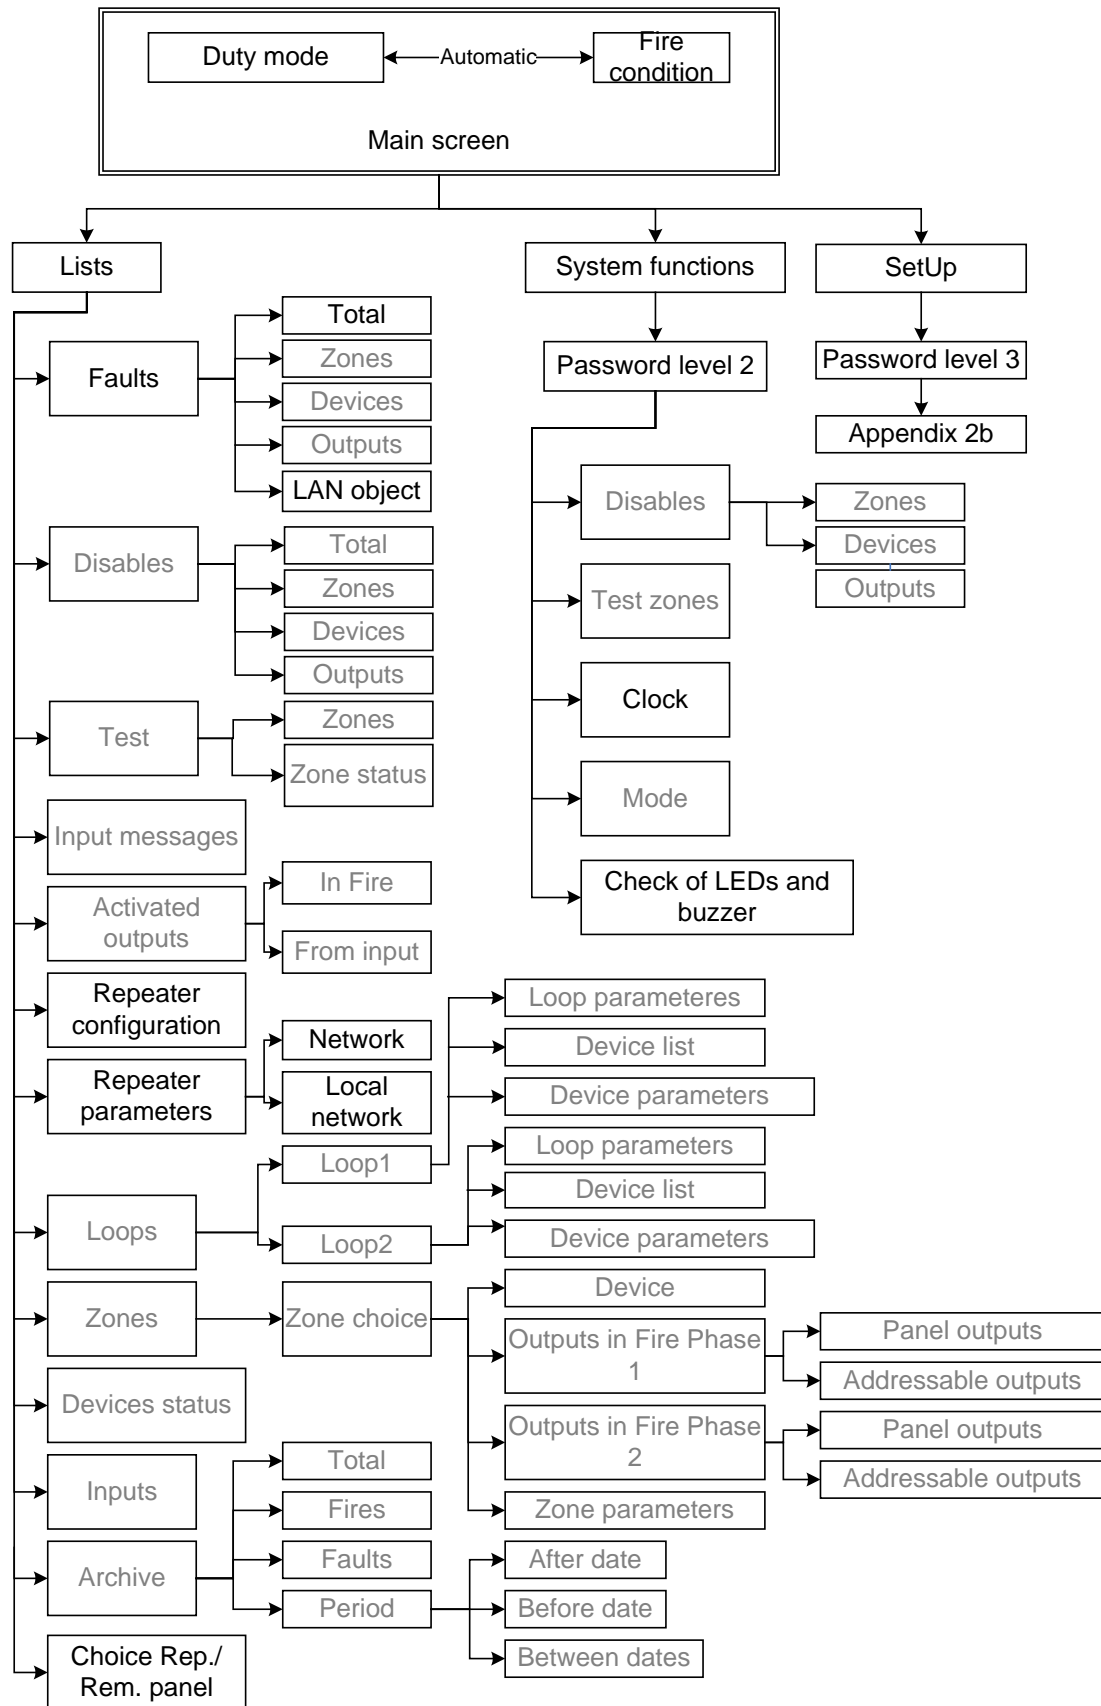 Duty mode
Automatic
Fire
condition
Main screen
Lists
System functions
SetUp
Total
Faults
Zones
Devices
Outputs
LAN object
Password level 2
Password level 3
Appendix 2b
Disables
Total
Zones
Devices
Outputs
Disables
Zones
Devices
Outputs
Test zones
Test
Zones
Zone status
Clock
Input messages
Mode
Activated
outputs
In Fire
From input
Check of LEDs and
buzzer
Repeater
configuration
Repeater
parameters
Network
Local
network
Loops
Loop1
Loop parameteres
Device list
Device parameters
Loop2
Loop parameters
Device list
Device parameters
Zones
Zone choice
Device
Outputs in Fire Phase
1
Panel outputs
Addressable outputs
Outputs in Fire Phase
2
Panel outputs
Addressable outputs
Zone parameters
Devices status
Inputs
Archive
Total
Fires
Faults
Period
After date
Before date
Between dates
Choice Rep./
Rem. panel